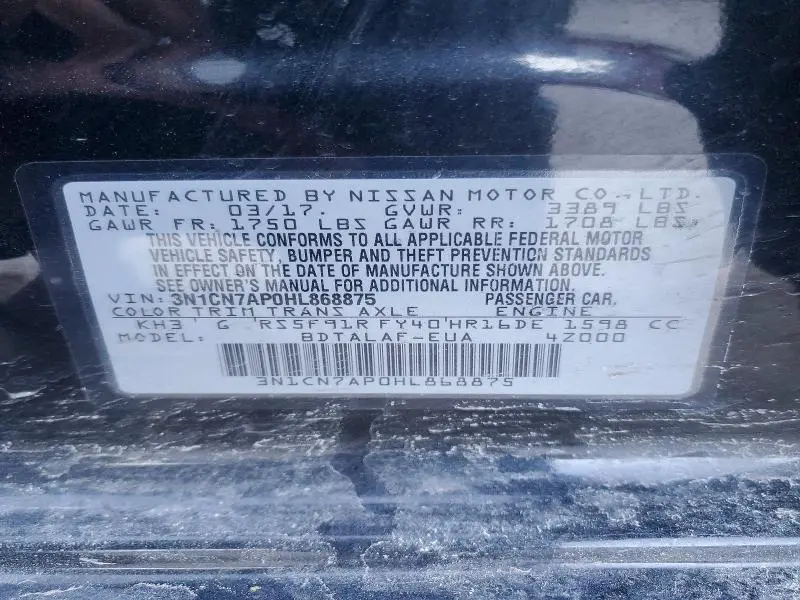 MANUFACTURED BY NISSAN MOTOR CO., LTD.
DATE: 03/17. GVWR: 3389 LBS
GAWR FR: 1750 LBS GAWR RR: 1708 LBS.
THIS VEHICLE CONFORMS TO ALL APPLICABLE FEDERAL MOTOR
VEHICLE SAFETY, BUMPER AND THEFT PREVENTION STANDARDS
IN EFFECT ON THE DATE OF MANUFACTURE SHOWN ABOVE.
SEE OWNER'S MANUAL FOR ADDITIONAL INFORMATION.
VIN: 3N1CN7AP0HL868875 PASSENGER CAR,
COLOR TRIM TRANS AXLE ENGINE
KH3 G RS5F91R FY40 HR16DE 1598 CC
MODEL: BDTALAF-EUA 4Z000
3N1CN7AP0HL868875